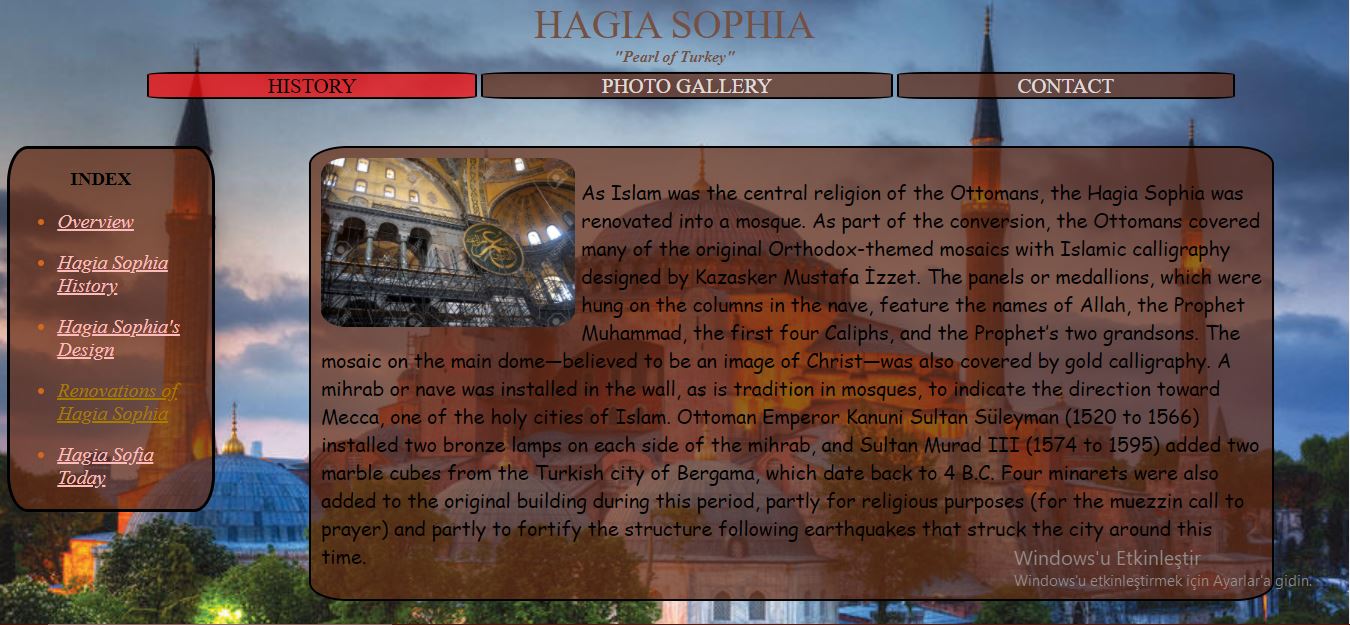 HAGIA SOPHIA
"Pearl of Turkey"
HISTORY
PHOTO GALLERY
CONTACT
INDEX
Overview
Hagia Sophia
History
Hagia Sophia's
Design
Renovations of
Hagia Sophia
Hagia Sofia
Today
As Islam was the central religion of the Ottomans, the Hagia Sophia was
renovated into a mosque. As part of the conversion, the Ottomans covered
many of the original Orthodox-themed mosaics with Islamic calligraphy
designed by Kazasker Mustafa İzzet. The panels or medallions, which were
hung on the columns in the nave, feature the names of Allah, the Prophet
Muhammad, the first four Caliphs, and the Prophet's two grandsons. The
mosaic on the main dome—believed to be an image of Christ—was also covered by gold calligraphy. A
mihrab or nave was installed in the wall, as is tradition in mosques, to indicate the direction toward
Mecca, one of the holy cities of Islam. Ottoman Emperor Kanuni Sultan Süleyman (1520 to 1566)
installed two bronze lamps on each side of the mihrab, and Sultan Murad III (1574 to 1595) added two
marble cubes from the Turkish city of Bergama, which date back to 4 B.C. Four minarets were also
added to the original building during this period, partly for religious purposes (for the muezzin call to
prayer) and partly to fortify the structure following earthquakes that struck the city around this
time.
Windows'u Etkinleştir
Windows'u etkinleştirmek için Ayarlar'a gidin.